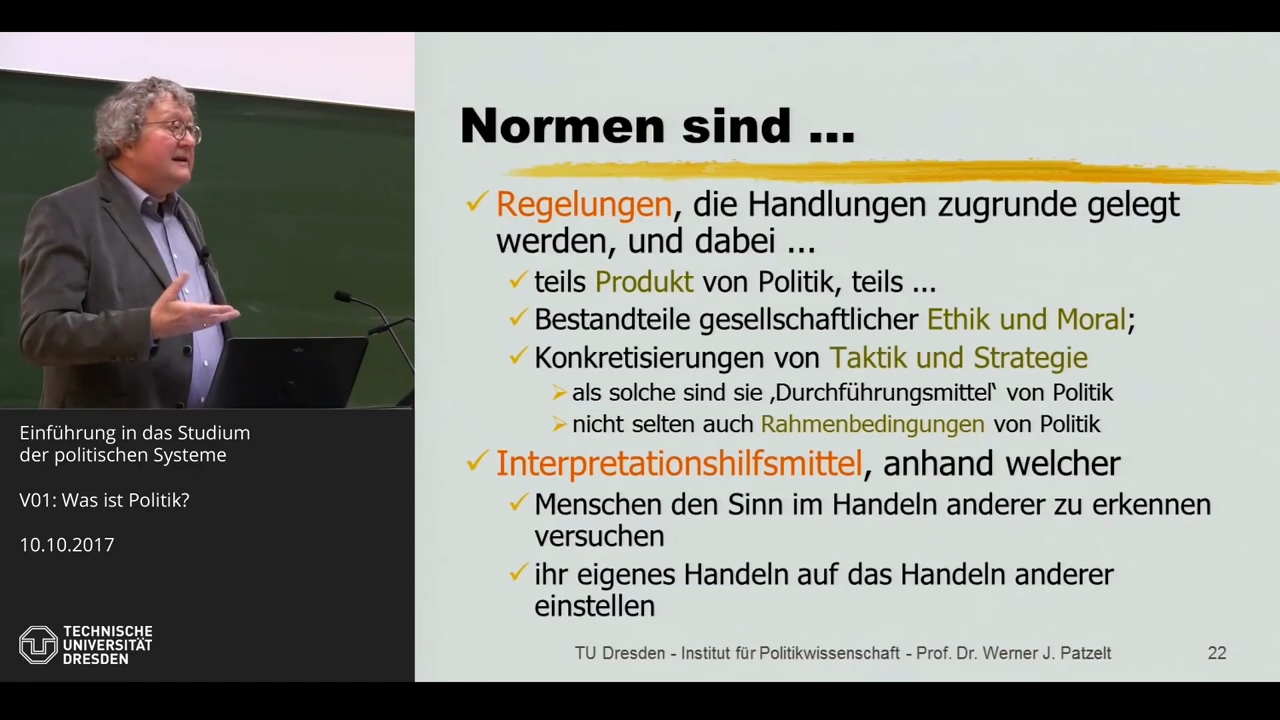 Normen sind ...
Regelungen, die Handlungen zugrunde gelegt
werden, und dabei ...
teils Produkt von Politik, teils ...
Bestandteile gesellschaftlicher Ethik und Moral;
Konkretisierungen von Taktik und Strategie
als solche sind sie ‚Durchführungsmittel‘ von Politik
nicht selten auch Rahmenbedingungen von Politik
Interpretationshilfsmittel, anhand welcher
Menschen den Sinn im Handeln anderer zu erkennen
versuchen
ihr eigenes Handeln auf das Handeln anderer
einstellen
TU Dresden - Institut für Politikwissenschaft - Prof. Dr. Werner J. Patzelt
22
Einführung in das Studium
der politischen Systeme
V01: Was ist Politik?
10.10.2017
TECHNISCHE
UNIVERSITÄT
DRESDEN